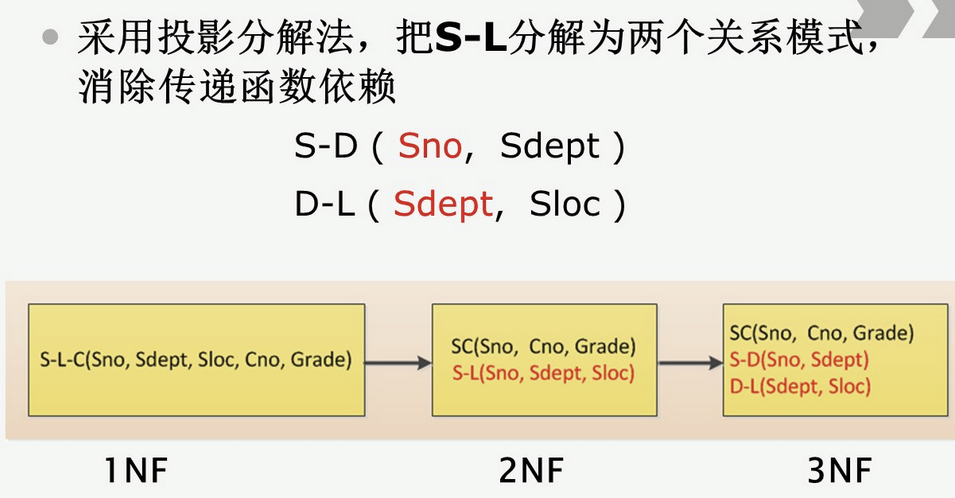 采用投影分解法，把S-L分解为两个关系模式，
消除传递函数依赖
S-D ( Sno, Sdept )
D-L ( Sdept, Sloc )
S-L-C(Sno, Sdept, Sloc, Cno, Grade)
SC(Sno, Cno, Grade)
S-L(Sno, Sdept, Sloc)
SC(Sno, Cno, Grade)
S-D(Sno, Sdept)
D-L(Sdept, Sloc)
1NF
2NF
3NF